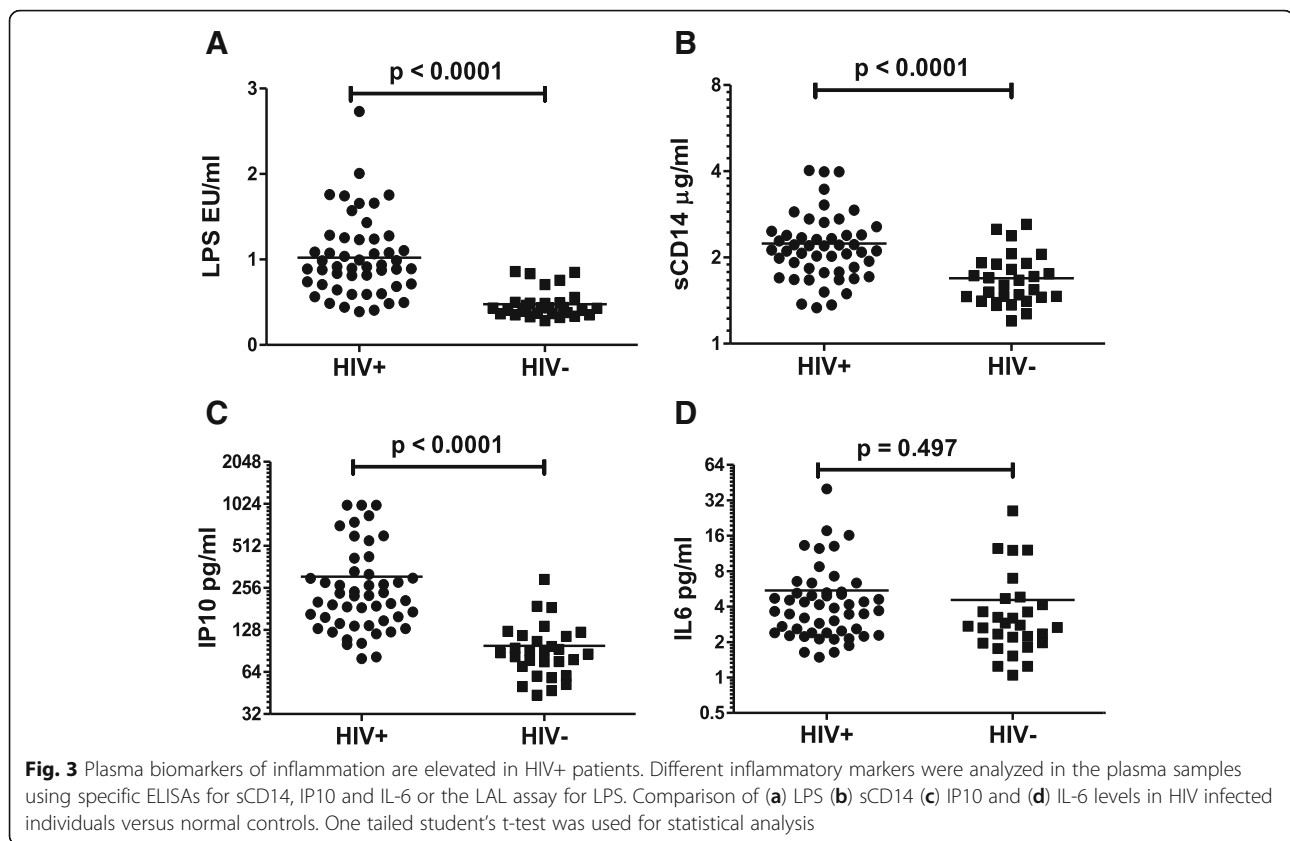 A
p < 0.0001
LPS EU/ml
3
2
1
0
HIV+ HIV-
B
p < 0.0001
sCD14 μg/ml
8
4
2
1
HIV+ HIV-
C
p < 0.0001
IP10 pg/ml
2048
1024
512
256
128
64
32
HIV+ HIV-
D
p = 0.497
IL6 pg/ml
64
32
16
8
4
2
1
0.5
HIV+ HIV-
Fig. 3 Plasma biomarkers of inflammation are elevated in HIV+ patients. Different inflammatory markers were analyzed in the plasma samples
using specific ELISAs for sCD14, IP10 and IL-6 or the LAL assay for LPS. Comparison of (a) LPS (b) sCD14 (c) IP10 and (d) IL-6 levels in HIV infected
individuals versus normal controls. One tailed student's t-test was used for statistical analysis